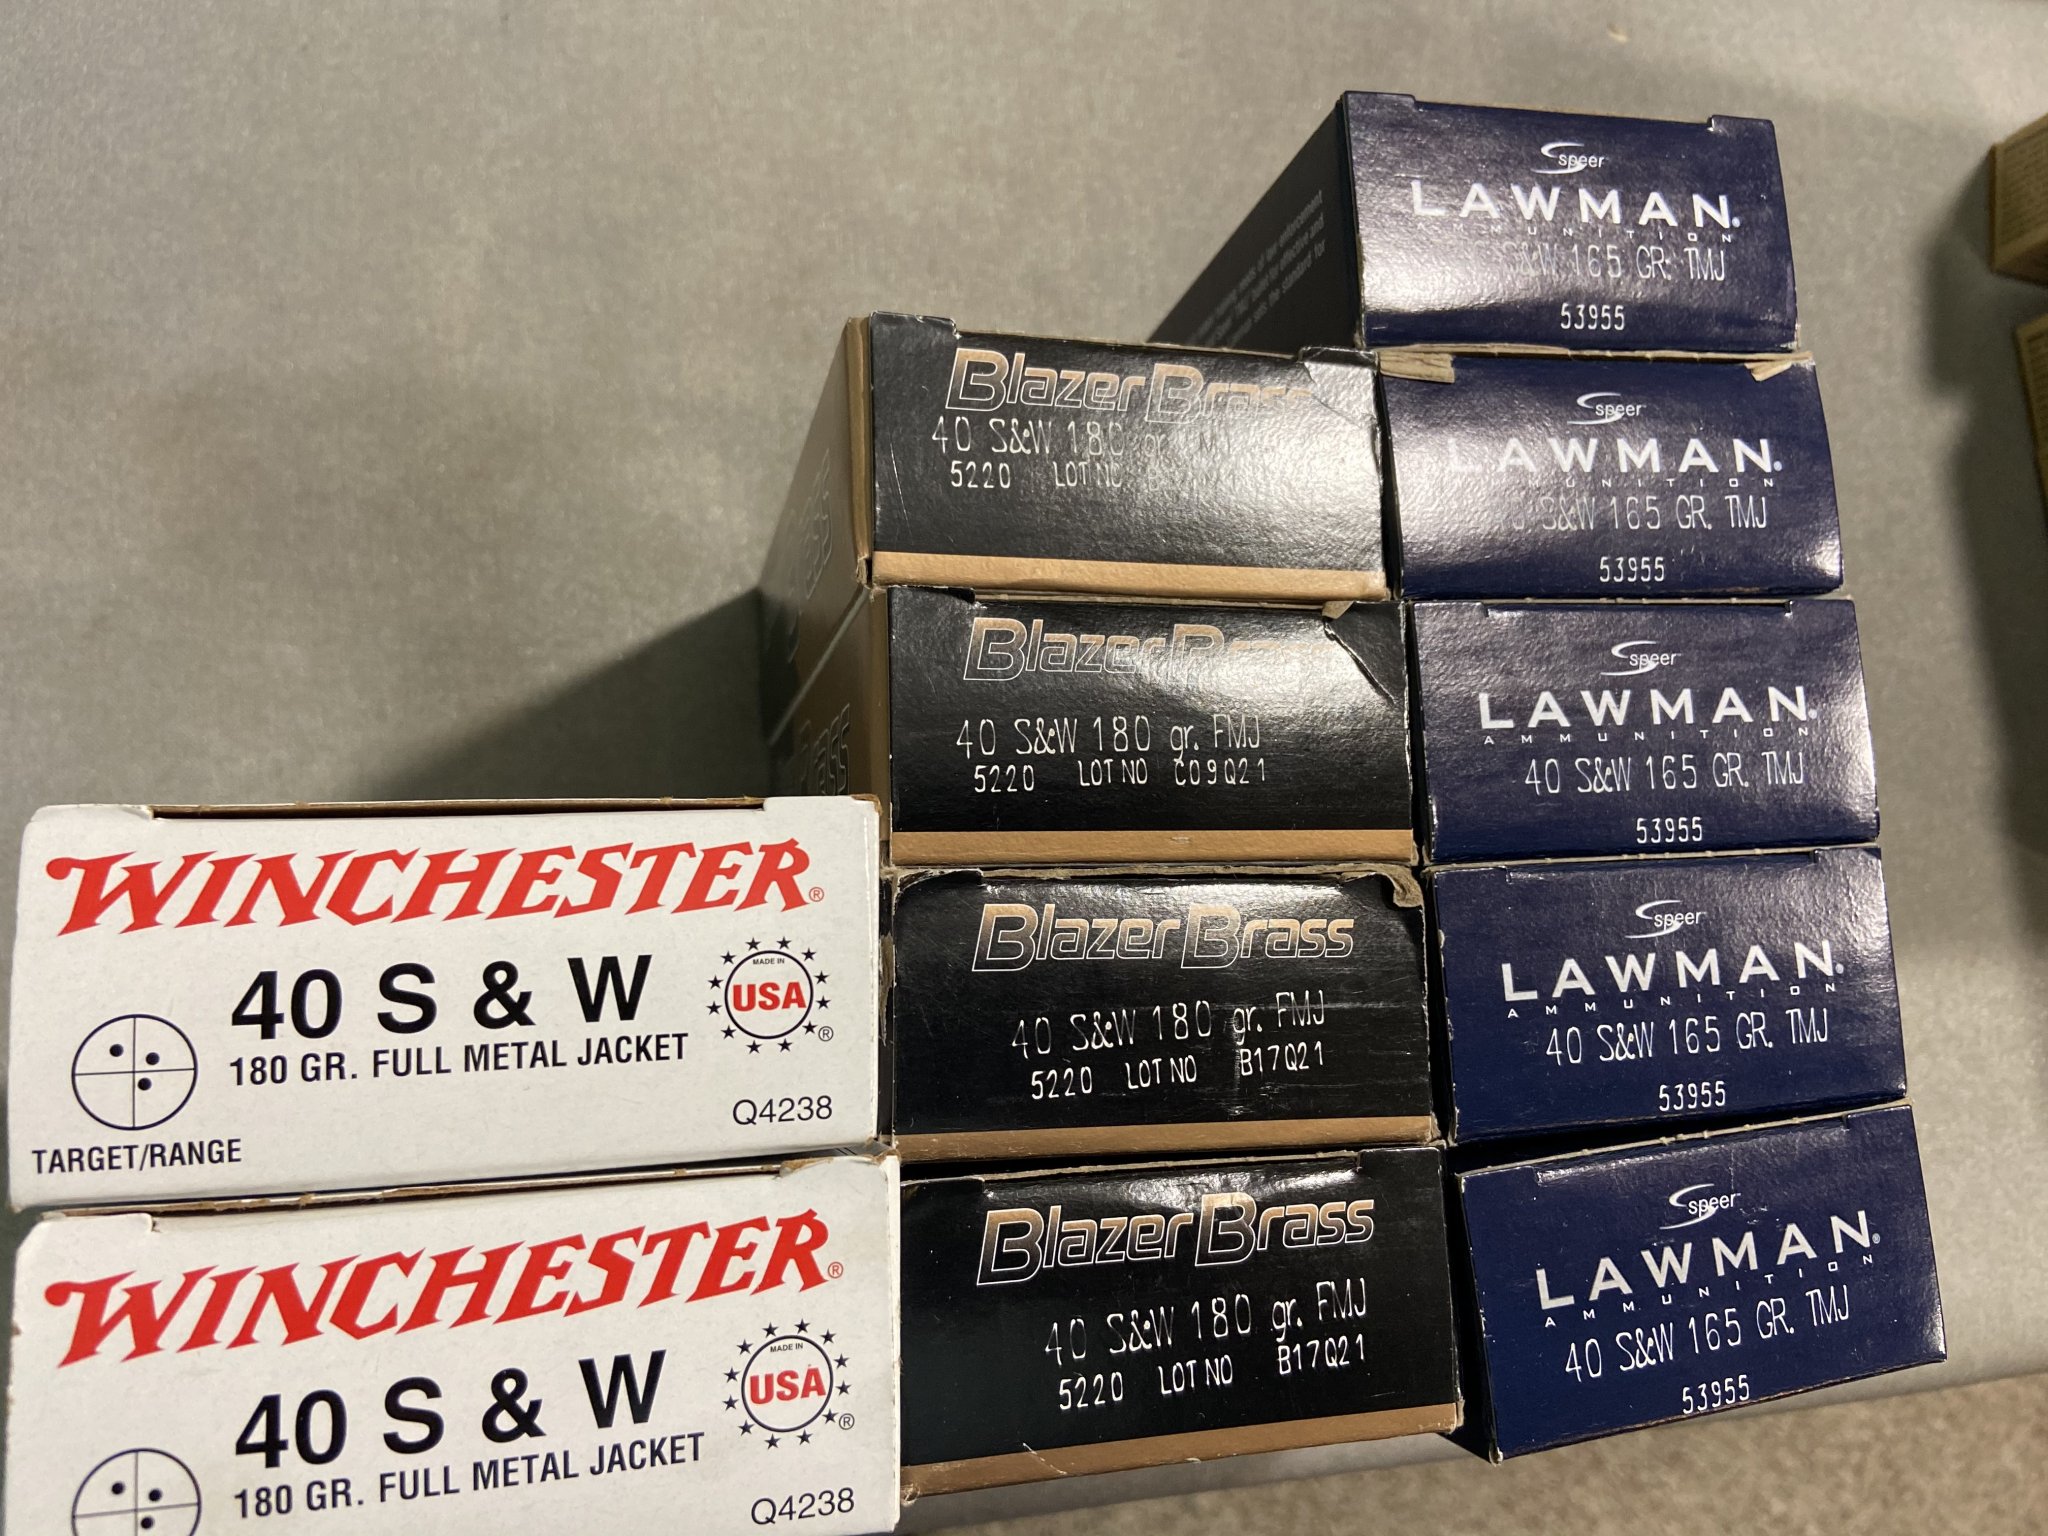 WINCHESTER®
40 S & W
180 GR. FULL METAL JACKET
MADE IN
USA
®
Q4238
TARGET/RANGE
WINCHESTER®
40 S & W
180 GR. FULL METAL JACKET
MADE IN
USA
®
Q4238
Blazer Brass
40 S&W 180 gr.
5220 LOT NO
Blazer Brass
40 S&W 180 gr. FMJ
5220 LOT NO C09Q21
Blazer Brass
40 S&W 180 gr. FMJ
5220 LOT NO B17Q21
Blazer Brass
40 S&W 180 gr. FMJ
5220 LOT NO B17Q21
Speer
LAWMAN®
AMMUNITION
S&W 165 GR. TMJ
53955
Speer
LAWMAN®
AMMUNITION
S&W 165 GR. TMJ
53955
Speer
LAWMAN®
AMMUNITION
40 S&W 165 GR. TMJ
53955
Speer
LAWMAN®
AMMUNITION
40 S&W 165 GR. TMJ
53955
Speer
LAWMAN®
AMMUNITION
40 S&W 165 GR. TMJ
53955